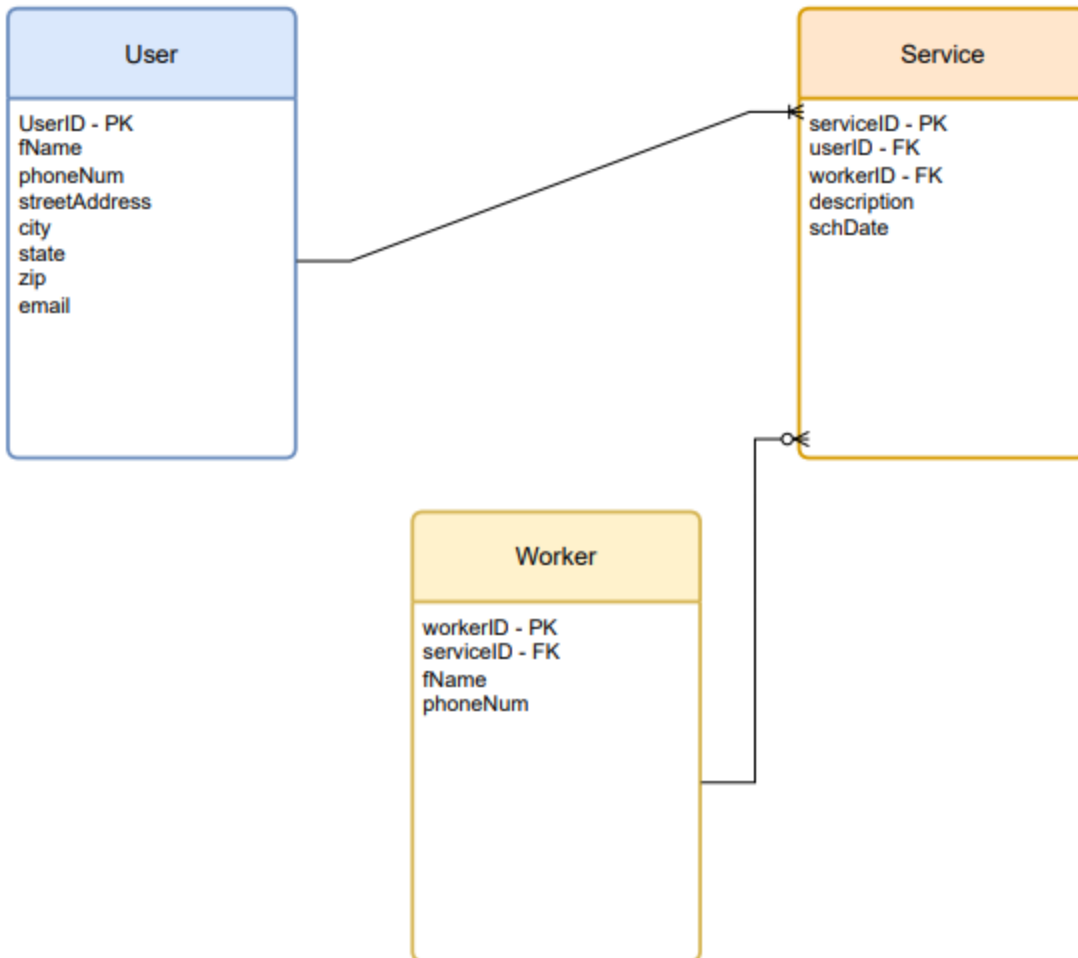 User
UserID - PK
fName
phoneNum
streetAddress
city
state
zip
email
Service
serviceID - PK
userID - FK
workerID - FK
description
schDate
Worker
workerID - PK
serviceID - FK
fName
phoneNum